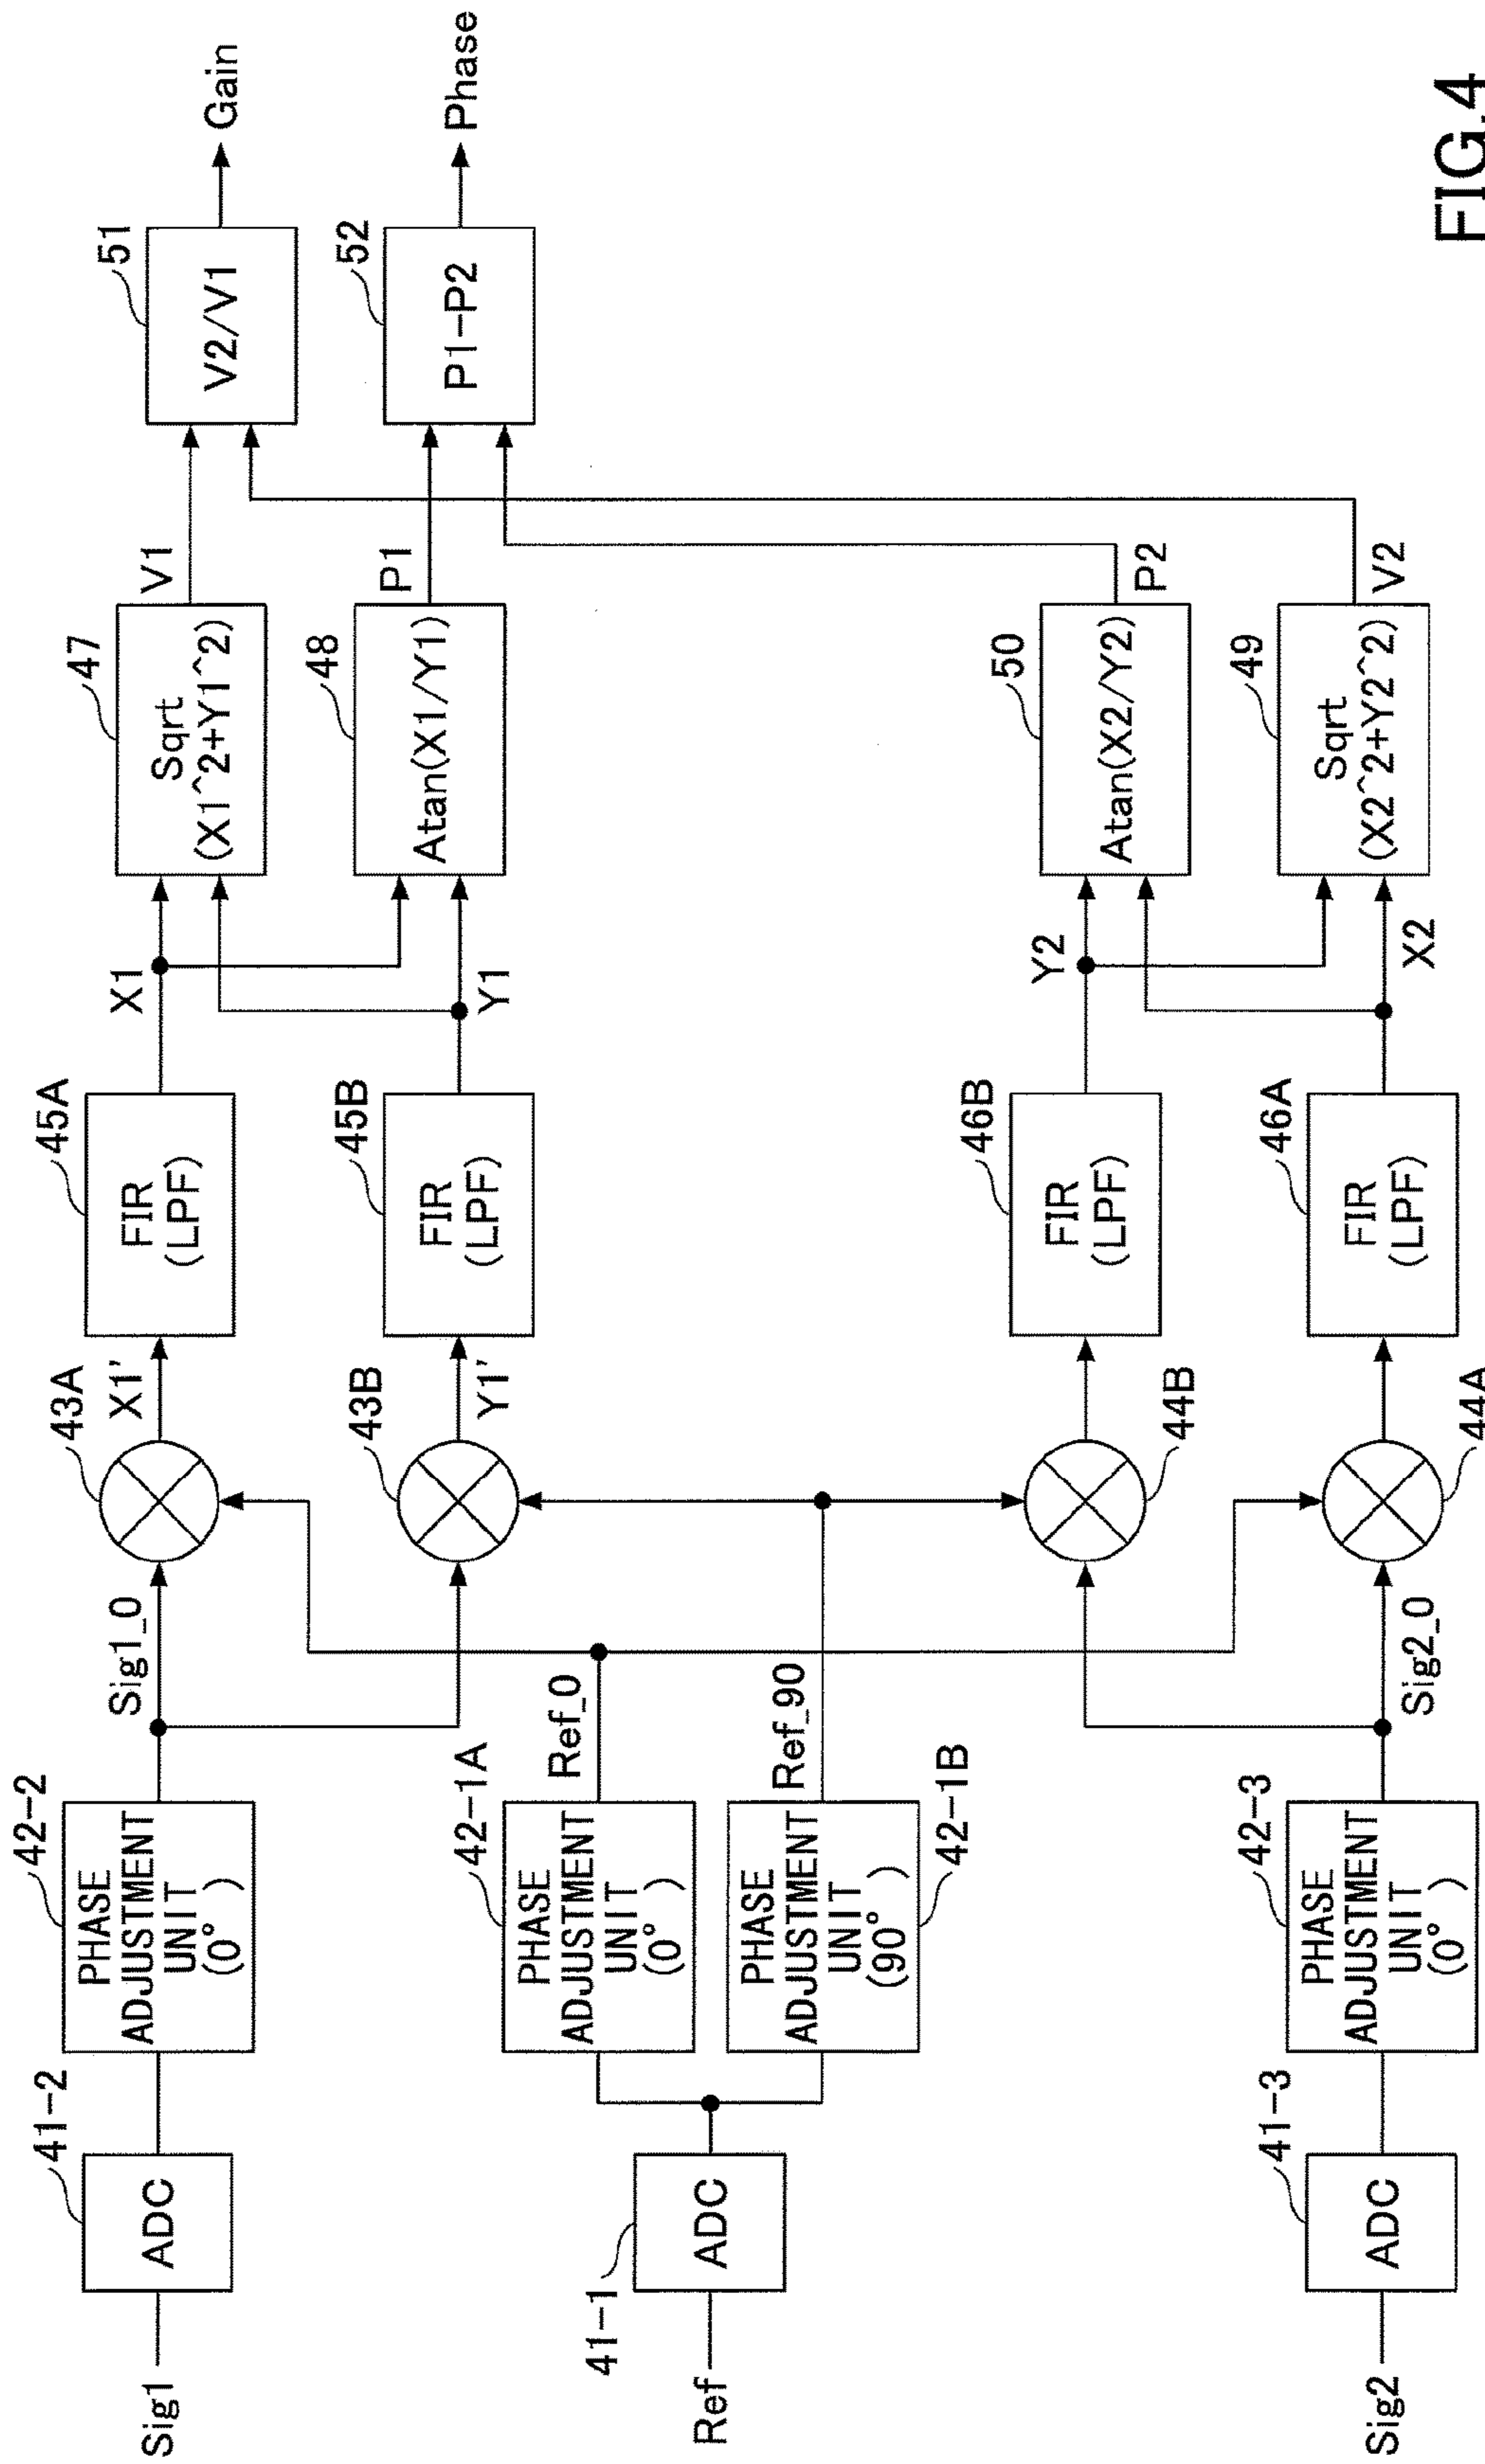 Sig1
ADC
41-2
PHASE
ADJUSTMENT
UNIT
(0°)
42-2
Sig1_0
43A
X1'
FIR
(LPF)
45A
X1
Sqrt
(X1^2+Y1^2)
47
V1
V2/V1
51
Gain
43B
Y1'
FIR
(LPF)
45B
Y1
Atan(X1/Y1)
48
P1
P1-P2
52
Phase
Ref
ADC
41-1
PHASE
ADJUSTMENT
UNIT
(0°)
42-1A
Ref_0
PHASE
ADJUSTMENT
UNIT
(90°)
42-1B
Ref_90
44B
FIR
(LPF)
46B
Y2
Atan(X2/Y2)
50
P2
Sig2
ADC
41-3
PHASE
ADJUSTMENT
UNIT
(0°)
42-3
Sig2_0
44A
FIR
(LPF)
46A
X2
Sqrt
(X2^2+Y2^2)
49
V2
FIG.4